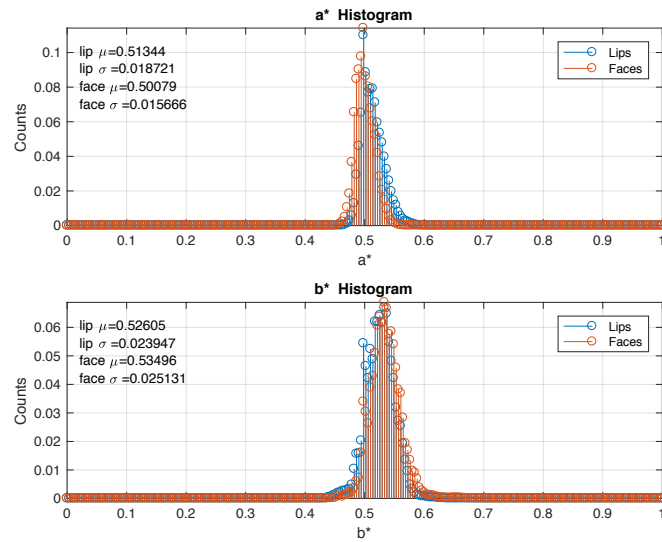 a* Histogram
lip μ=0.51344
lip σ =0.018721
face μ=0.50079
face σ =0.015666
Lips
Faces
Counts
0.1
0.08
0.06
0.04
0.02
0
0 0.1 0.2 0.3 0.4 0.5 0.6 0.7 0.8 0.9 1
a*
b* Histogram
lip μ=0.52605
lip σ =0.023947
face μ=0.53496
face σ =0.025131
Lips
Faces
Counts
0.06
0.05
0.04
0.03
0.02
0.01
0
0 0.1 0.2 0.3 0.4 0.5 0.6 0.7 0.8 0.9 1
b*